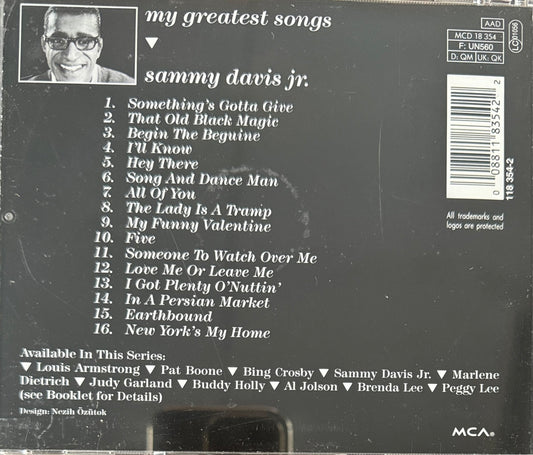 my greatest songs
▼
sammy davis jr.
1. Something's Gotta Give
2. That Old Black Magic
3. Begin The Beguine
4. I'll Know
5. Hey There
6. Song And Dance Man
7. All Of You
8. The Lady Is A Tramp
9. My Funny Valentine
10. Five
11. Someone To Watch Over Me
12. Love Me Or Leave Me
13. I Got Plenty O'Nuttin'
14. In A Persian Market
15. Earthbound
16. New York's My Home
Available In This Series:
▼ Louis Armstrong ▼ Pat Boone ▼ Bing Crosby ▼ Sammy Davis Jr. ▼ Marlene
Dietrich ▼ Judy Garland ▼ Buddy Holly ▼ Al Jolson ▼ Brenda Lee ▼ Peggy Lee
(see Booklet for Details)
Design: Nezih Özütok
AAD
MCD 18 354
F: UN560
D: QM UK: QK
LC 01056
0 08811 83542 2
118 354-2
All trademarks and
logos are protected
MCA®